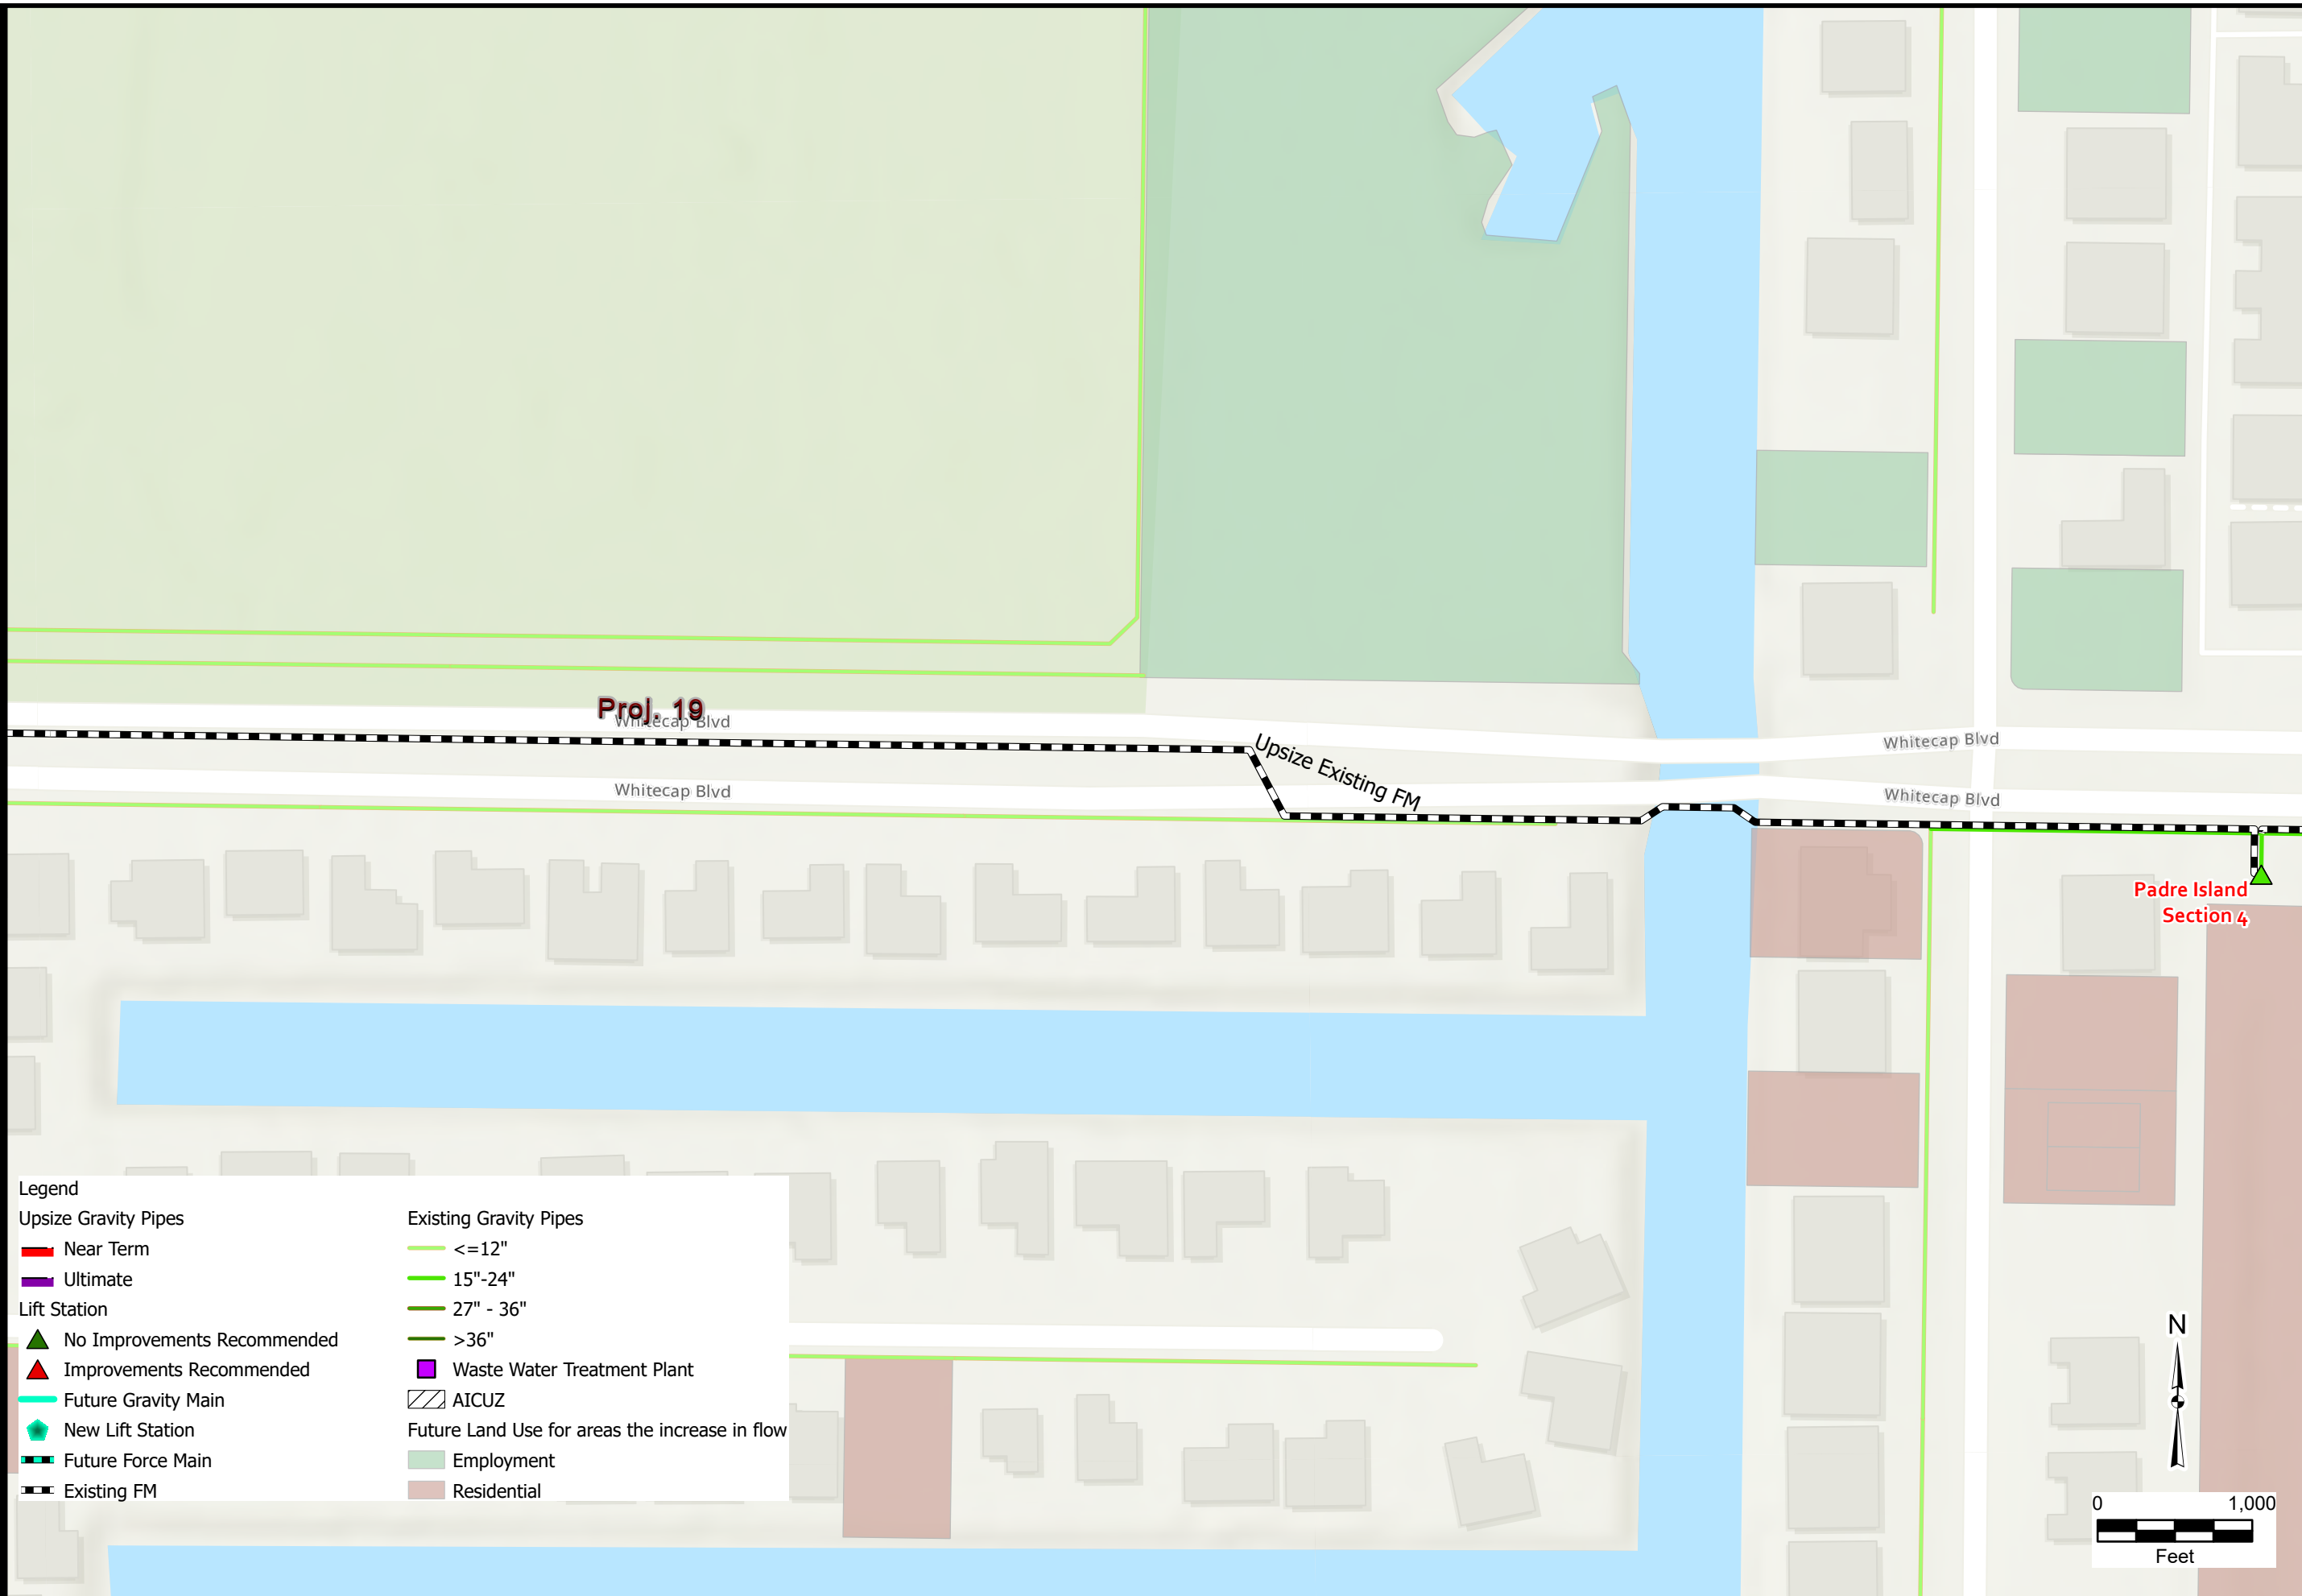 Proj. 19
Whitecap Blvd
Whitecap Blvd
Upsize Existing FM
Whitecap Blvd
Whitecap Blvd
Padre Island
Section 4
Legend
Upsize Gravity Pipes
Near Term
Ultimate
Lift Station
No Improvements Recommended
Improvements Recommended
Future Gravity Main
New Lift Station
Future Force Main
Existing FM
Existing Gravity Pipes
<=12"
15"-24"
27" - 36"
>36"
Waste Water Treatment Plant
AICUZ
Future Land Use for areas the increase in flow
Employment
Residential
N
0 1,000
Feet